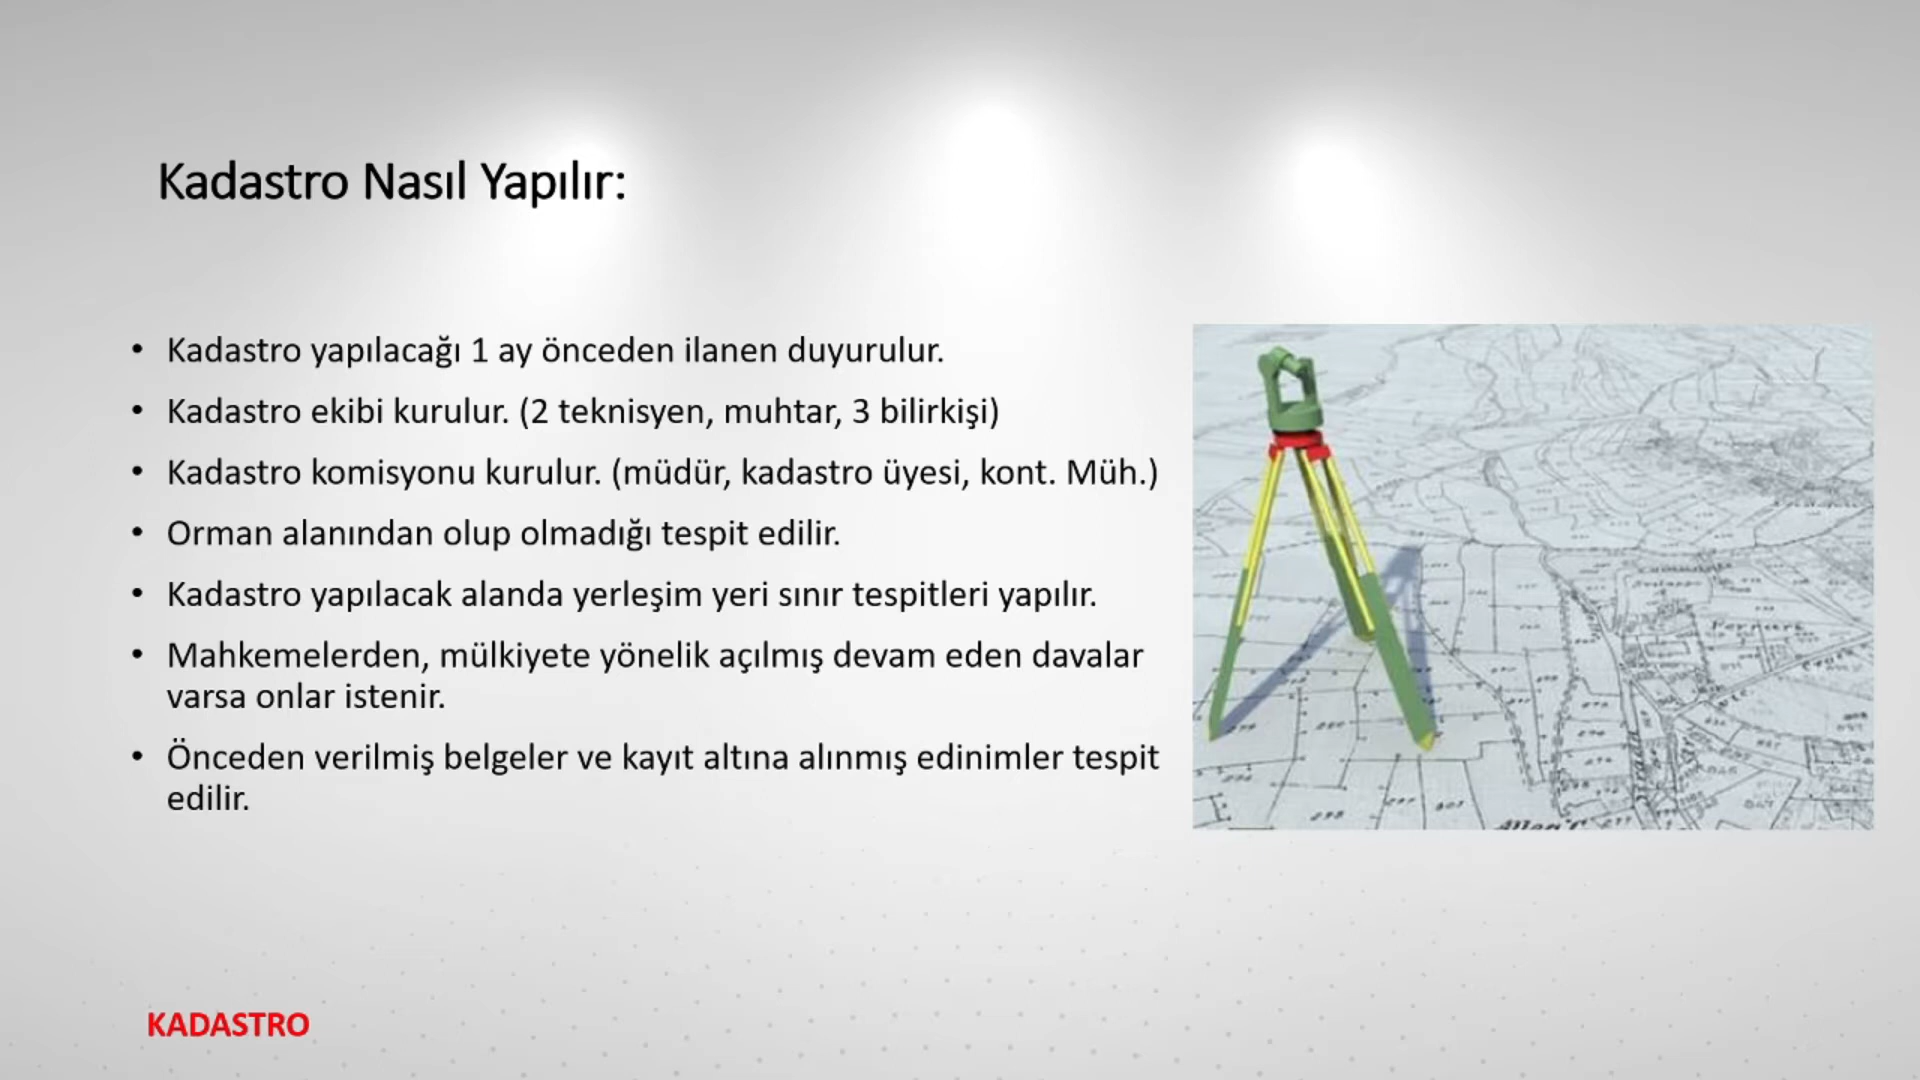 Kadastro Nasıl Yapılır:
• Kadastro yapılacağı 1 ay önceden ilanen duyurulur.
• Kadastro ekibi kurulur. (2 teknisyen, muhtar, 3 bilirkişi)
• Kadastro komisyonu kurulur. (müdür, kadastro üyesi, kont. Müh.)
• Orman alanından olup olmadığı tespit edilir.
• Kadastro yapılacak alanda yerleşim yeri sınır tespitleri yapılır.
• Mahkemelerden, mülkiyete yönelik açılmış devam eden davalar
varsa onlar istenir.
• Önceden verilmiş belgeler ve kayıt altına alınmış edinimler tespit
edilir.
KADASTRO